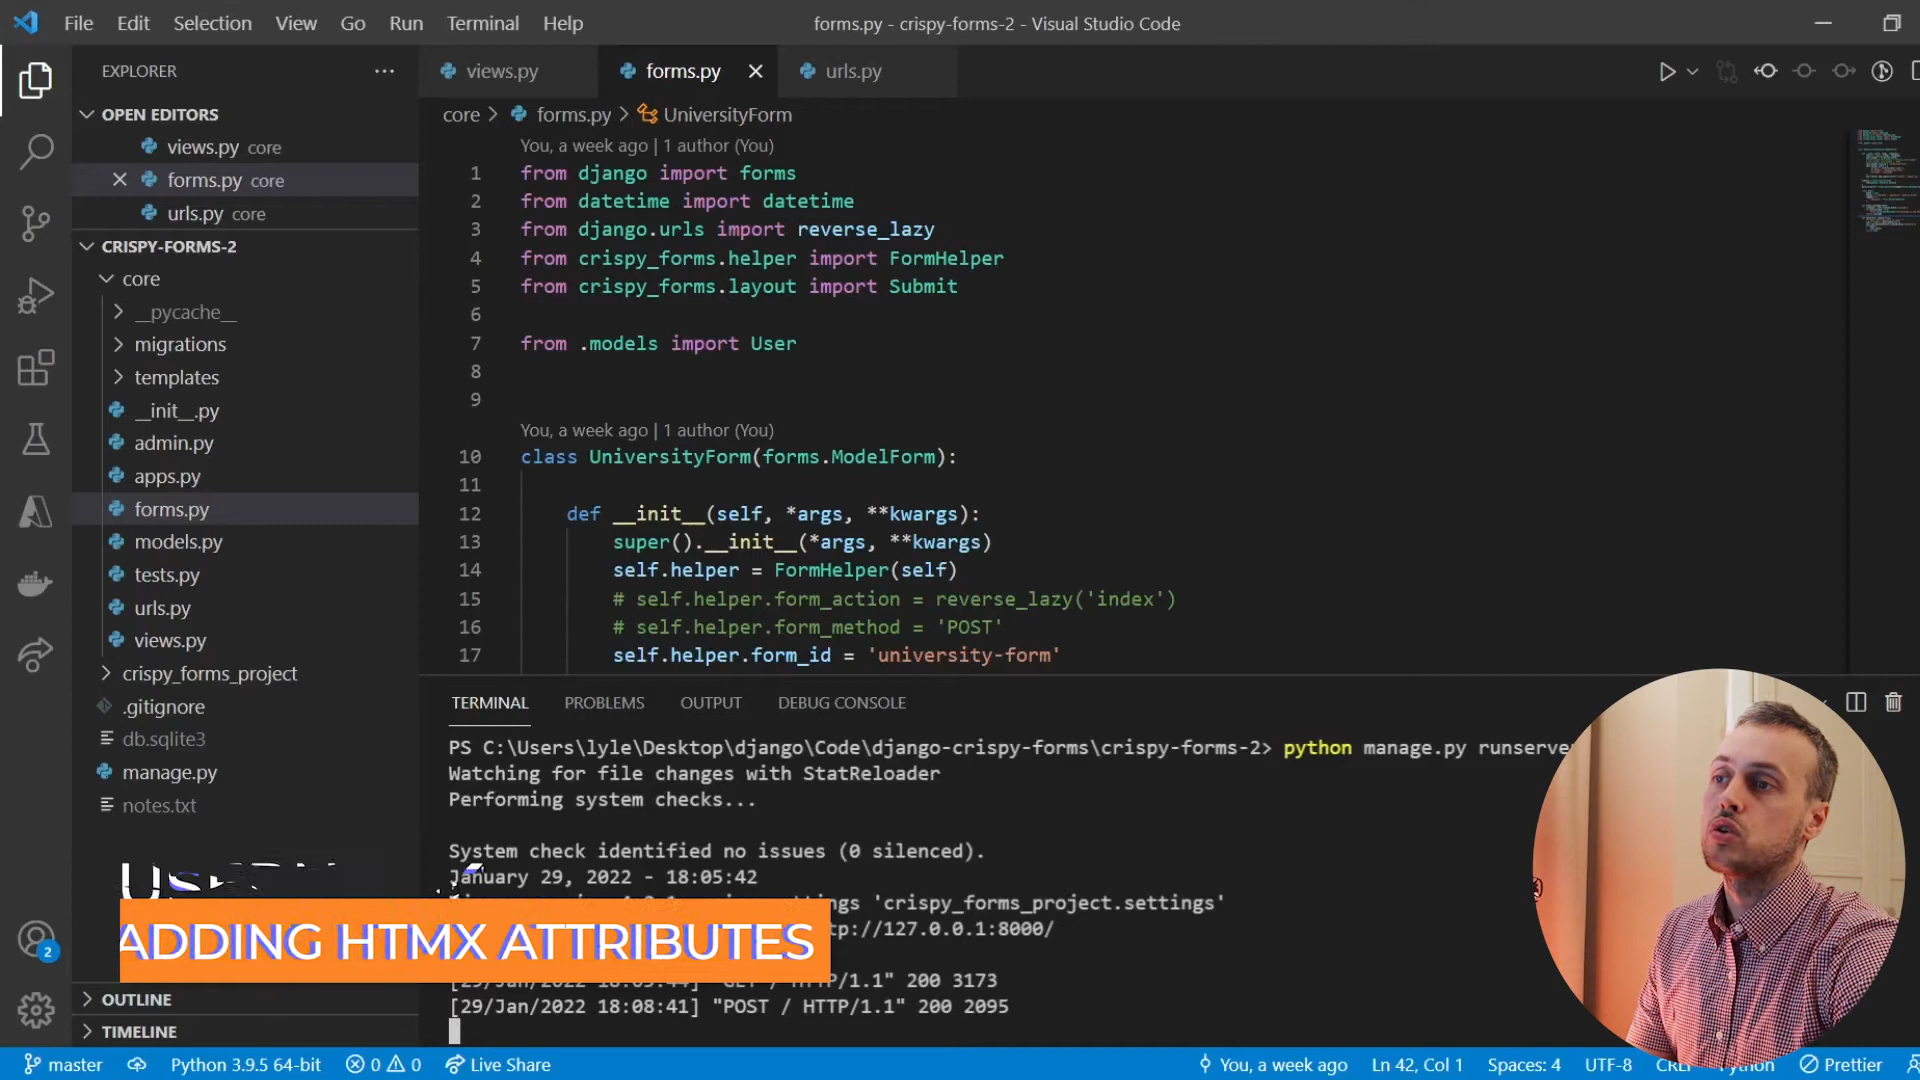 File Edit Selection View Go Run Terminal Help
forms.py - crispy-forms-2 - Visual Studio Code
EXPLORER
views.py
forms.py
urls.py
OPEN EDITORS
views.py core
forms.py core
urls.py core
CRISPY-FORMS-2
core
__pycache__
migrations
templates
__init__.py
admin.py
apps.py
forms.py
models.py
tests.py
urls.py
views.py
crispy_forms_project
.gitignore
db.sqlite3
manage.py
notes.txt
OUTLINE
TIMELINE
core > forms.py > UniversityForm
You, a week ago | 1 author (You)
1 from django import forms
2 from datetime import datetime
3 from django.urls import reverse_lazy
4 from crispy_forms.helper import FormHelper
5 from crispy_forms.layout import Submit
6
7 from .models import User
8
9
You, a week ago | 1 author (You)
10 class UniversityForm(forms.ModelForm):
11
12 def __init__(self, *args, **kwargs):
13 super().__init__(*args, **kwargs)
14 self.helper = FormHelper(self)
15 # self.helper.form_action = reverse_lazy('index')
16 # self.helper.form_method = 'POST'
17 self.helper.form_id = 'university-form'
TERMINAL PROBLEMS OUTPUT DEBUG CONSOLE
PS C:\Users\lyle\Desktop\django\Code\django-crispy-forms\crispy-forms-2> python manage.py runserve
Watching for file changes with StatReloader
Performing system checks...
System check identified no issues (0 silenced).
January 29, 2022 - 18:05:42
'crispy_forms_project.settings'
127.0.0.1:8000/
HTTP/1.1" 200 3173
[29/Jan/2022 18:08:41] "POST / HTTP/1.1" 200 2095
ADDING HTMX ATTRIBUTES
2
master Python 3.9.5 64-bit 0 0 Live Share You, a week ago Ln 42, Col 1 Spaces: 4 UTF-8 Prettier